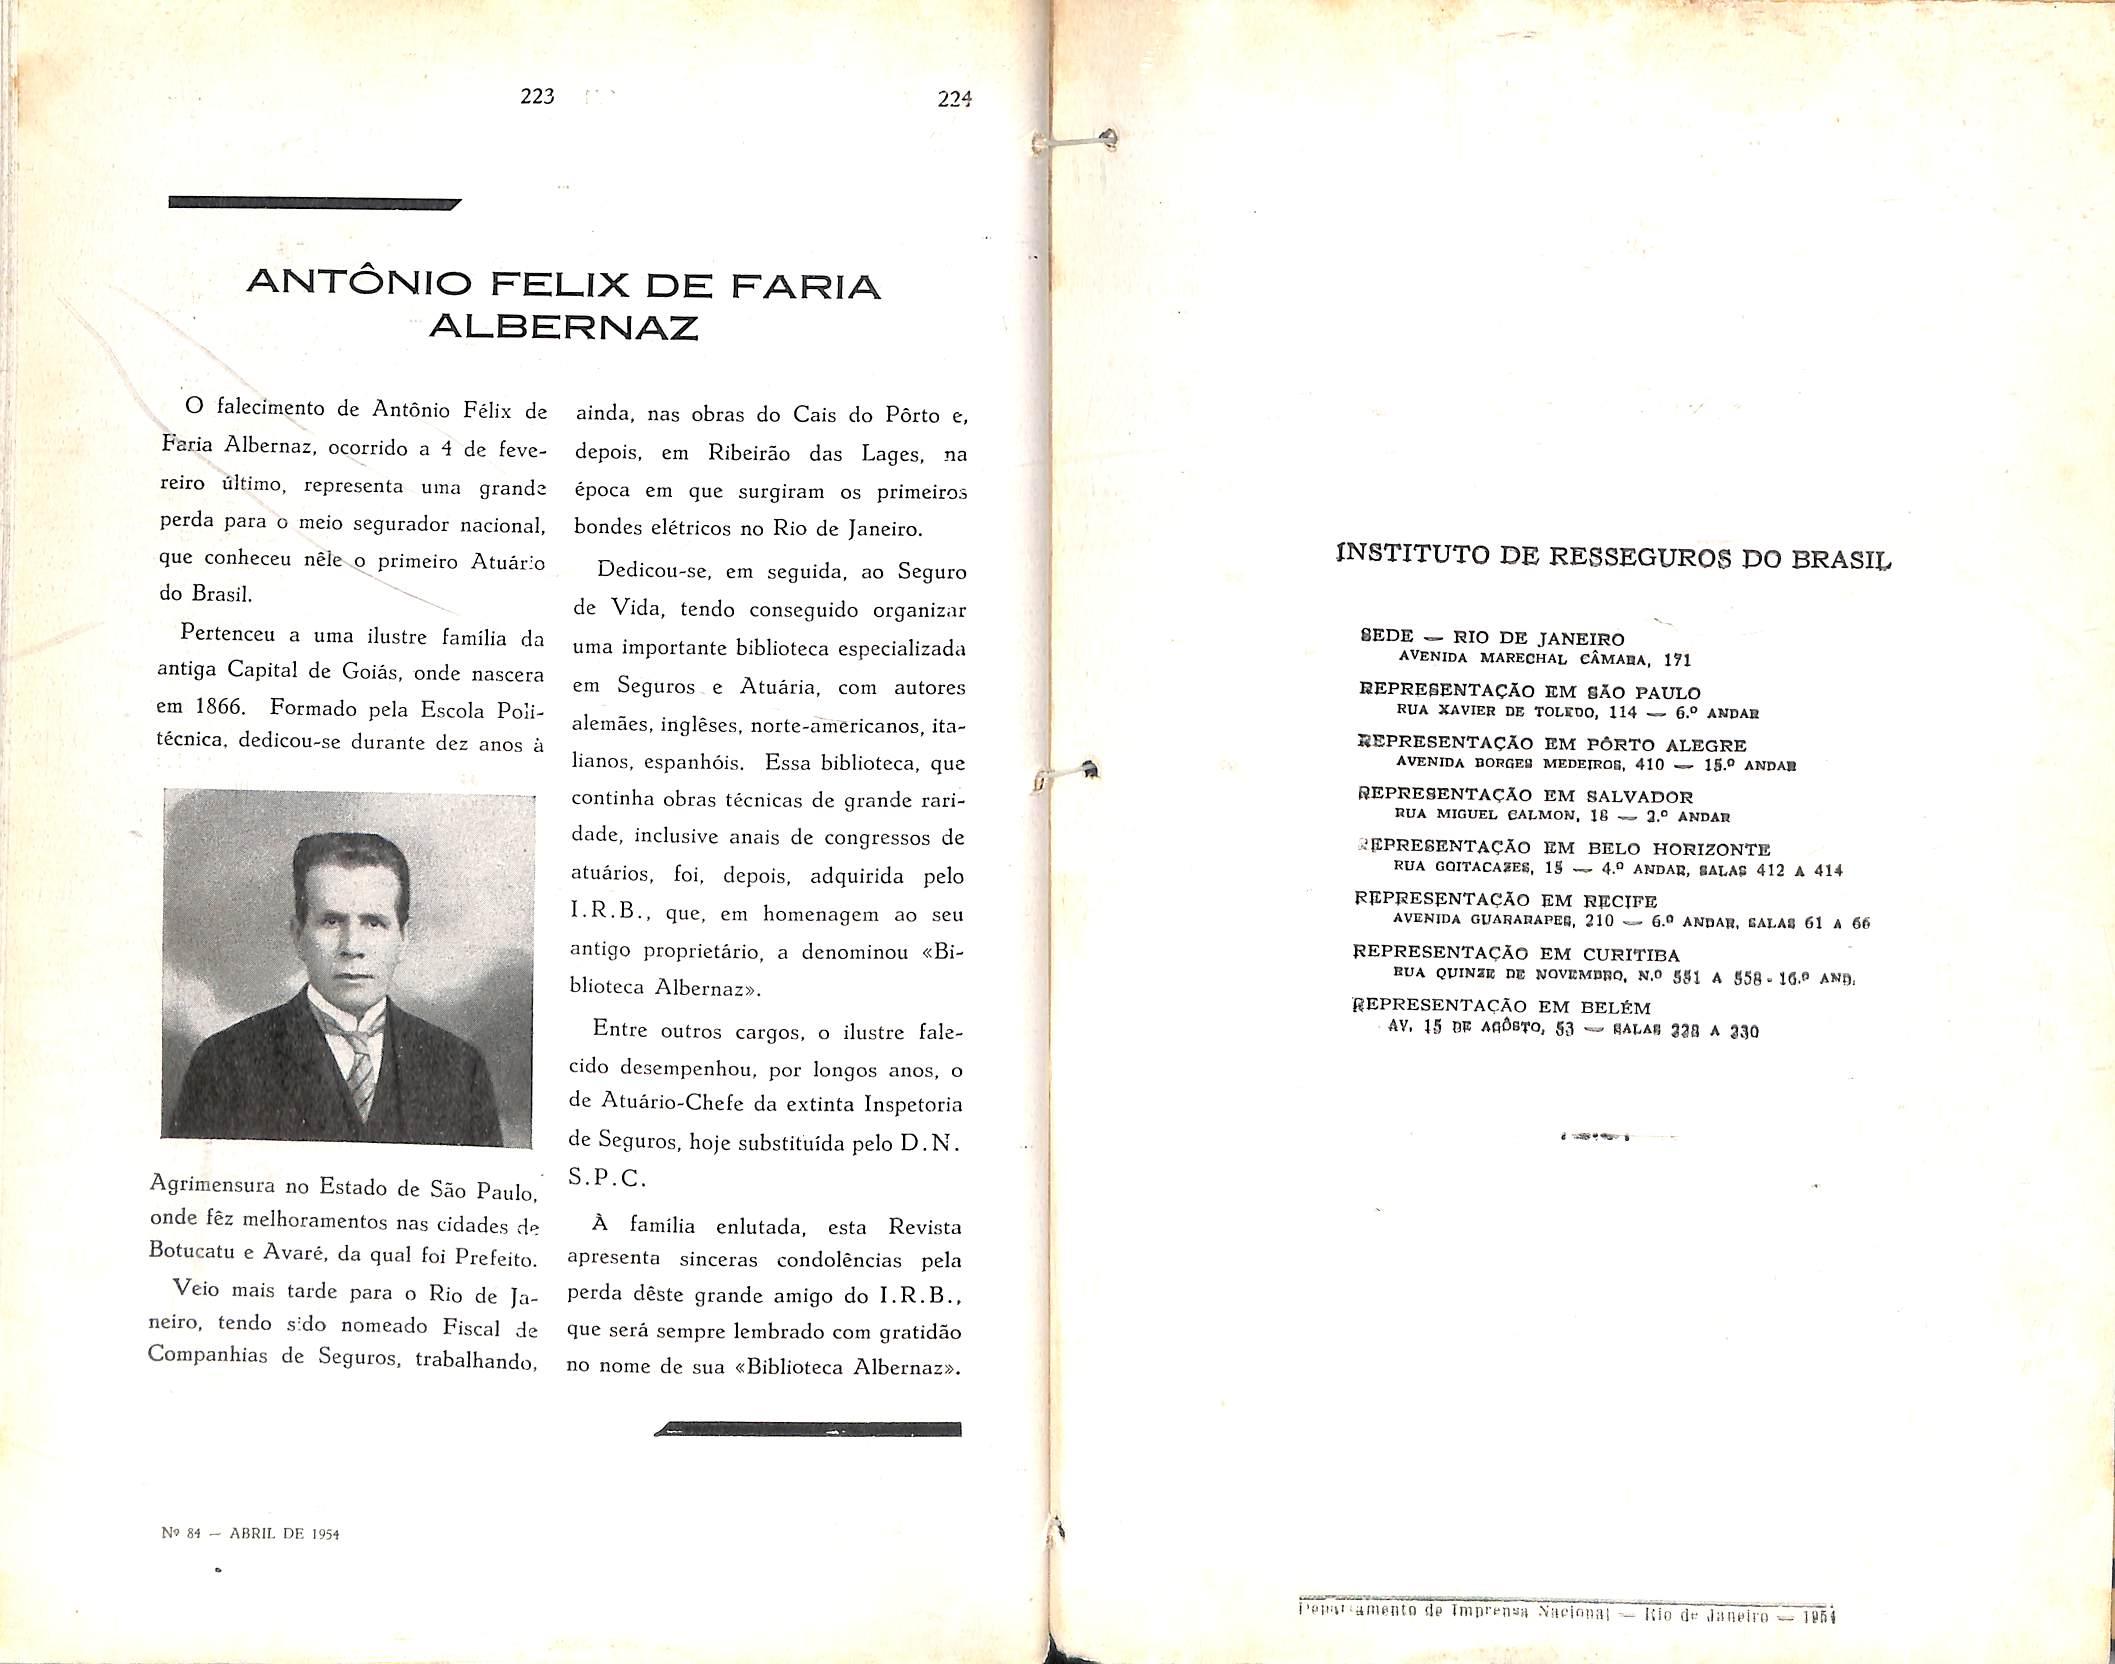 223
224
ANTÔNIO FELIX DE FARIA
ALBERNAZ
O falecimento de Antônio Félix de
Faria Albernaz, ocorrido a 4 de feve-
reiro último, representa uma grande
perda para o meio segurador nacional,
que conheceu nêle o primeiro Atuário
do Brasil.
Pertenceu a uma ilustre família da
antiga Capital de Goiás, onde nascera
em 1866. Formado pela Escola Poli-
técnica, dedicou-se durante dez anos à
Agrimensura no Estado de São Paulo,
onde fêz melhoramentos nas cidades de
Botucatu e Avaré, da qual foi Prefeito.
Veio mais tarde para o Rio de Ja-
neiro, tendo sido nomeado Fiscal de
Companhias de Seguros, trabalhando,
ainda, nas obras do Cais do Pôrto e,
depois, em Ribeirão das Lages, na
época em que surgiram os primeiros
bondes elétricos no Rio de Janeiro.
Dedicou-se, em seguida, ao Seguro
de Vida, tendo conseguido organizar
uma importante biblioteca especializada
em Seguros e Atuária, com autores
alemães, inglêses, norte-americanos, ita-
lianos, espanhóis. Essa biblioteca, que
continha obras técnicas de grande rari-
dade, inclusive anais de congressos de
atuários, foi, depois, adquirida pelo
I.R.B., que, em homenagem ao seu
antigo proprietário, a denominou «Bi-
blioteca Albernaz».
Entre outros cargos, o ilustre fale-
cido desempenhou, por longos anos, o
de Atuário-Chefe da extinta Inspetoria
de Seguros, hoje substituída pelo D.N.
S.P.C.
À família enlutada, esta Revista
apresenta sinceras condolências pela
perda dêste grande amigo do I.R.B.,
que será sempre lembrado com gratidão
no nome de sua «Biblioteca Albernaz».
Nº 84 — ABRIL DE 1954
INSTITUTO DE RESSEGUROS DO BRASIL
SEDE — RIO DE JANEIRO
AVENIDA MARECHAL CÂMARA, 171
REPRESENTAÇÃO EM SÃO PAULO
RUA XAVIER DE TOLEDO, 114 — 6.º ANDAR
REPRESENTAÇÃO EM PÔRTO ALEGRE
AVENIDA BORGES MEDEIROS, 410 — 15.º ANDAR
REPRESENTAÇÃO EM SALVADOR
RUA MIGUEL CALMON, 18 — 2.º ANDAR
REPRESENTAÇÃO EM BELO HORIZONTE
RUA GOITACAZES, 15 — 4.º ANDAR, SALAS 412 A 414
REPRESENTAÇÃO EM RECIFE
AVENIDA GUARARAPES, 210 — 6.º ANDAR, SALAS 61 A 66
REPRESENTAÇÃO EM CURITIBA
RUA QUINZE DE NOVEMBRO, N.º 551 A 558 - 16.º AND.
REPRESENTAÇÃO EM BELÉM
AV. 15 DE AGÔSTO, 53 — SALAS 228 A 230
Departamento de Imprensa Nacional — Rio de Janeiro — 1954